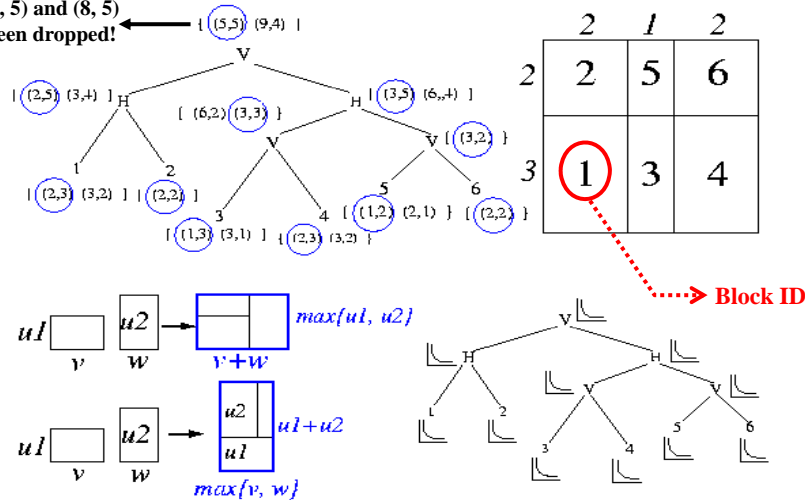 , 5) and (8, 5)
een dropped!
{ (5,5) (9,4) ]
V
[ (2,5) (3,4) ]
H
[ (6,2) (3,3) }
H
[ (3,5) (6,,4) ]
V
V
[ (3,2) }
1
2
3
4
5
6
[ (2,3) (3,2) ]
[ (2,2) ]
[ (1,3) (3,1) ]
{ (2,3) (3,2) }
[ (1,2) (2,1) }
[ (2,2) }
2 1 2
2 2 5 6
3 1 3 4
Block ID
u1
v
u2
w
v+w
max{u1, u2}
u1
v
u2
w
u2
u1
u1+u2
max{v, w}
V
H
H
1
2
V
V
3
4
5
6